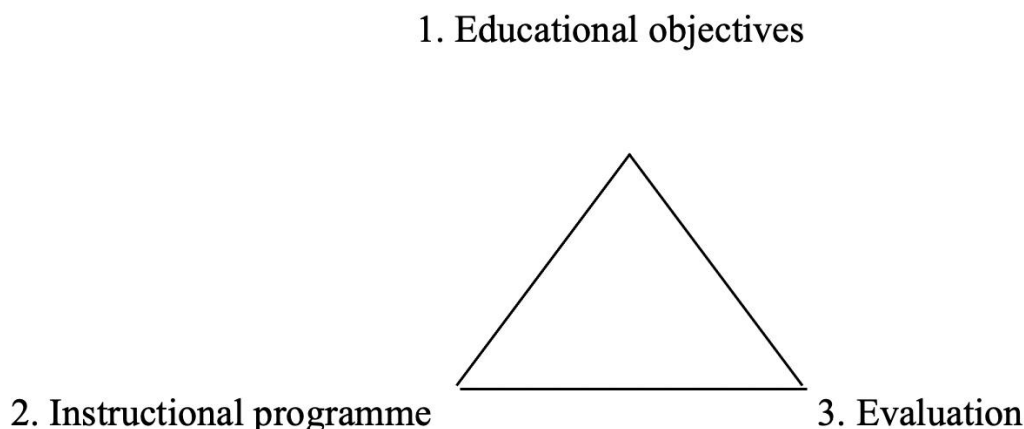 1. Educational objectives
2. Instructional programme
3. Evaluation